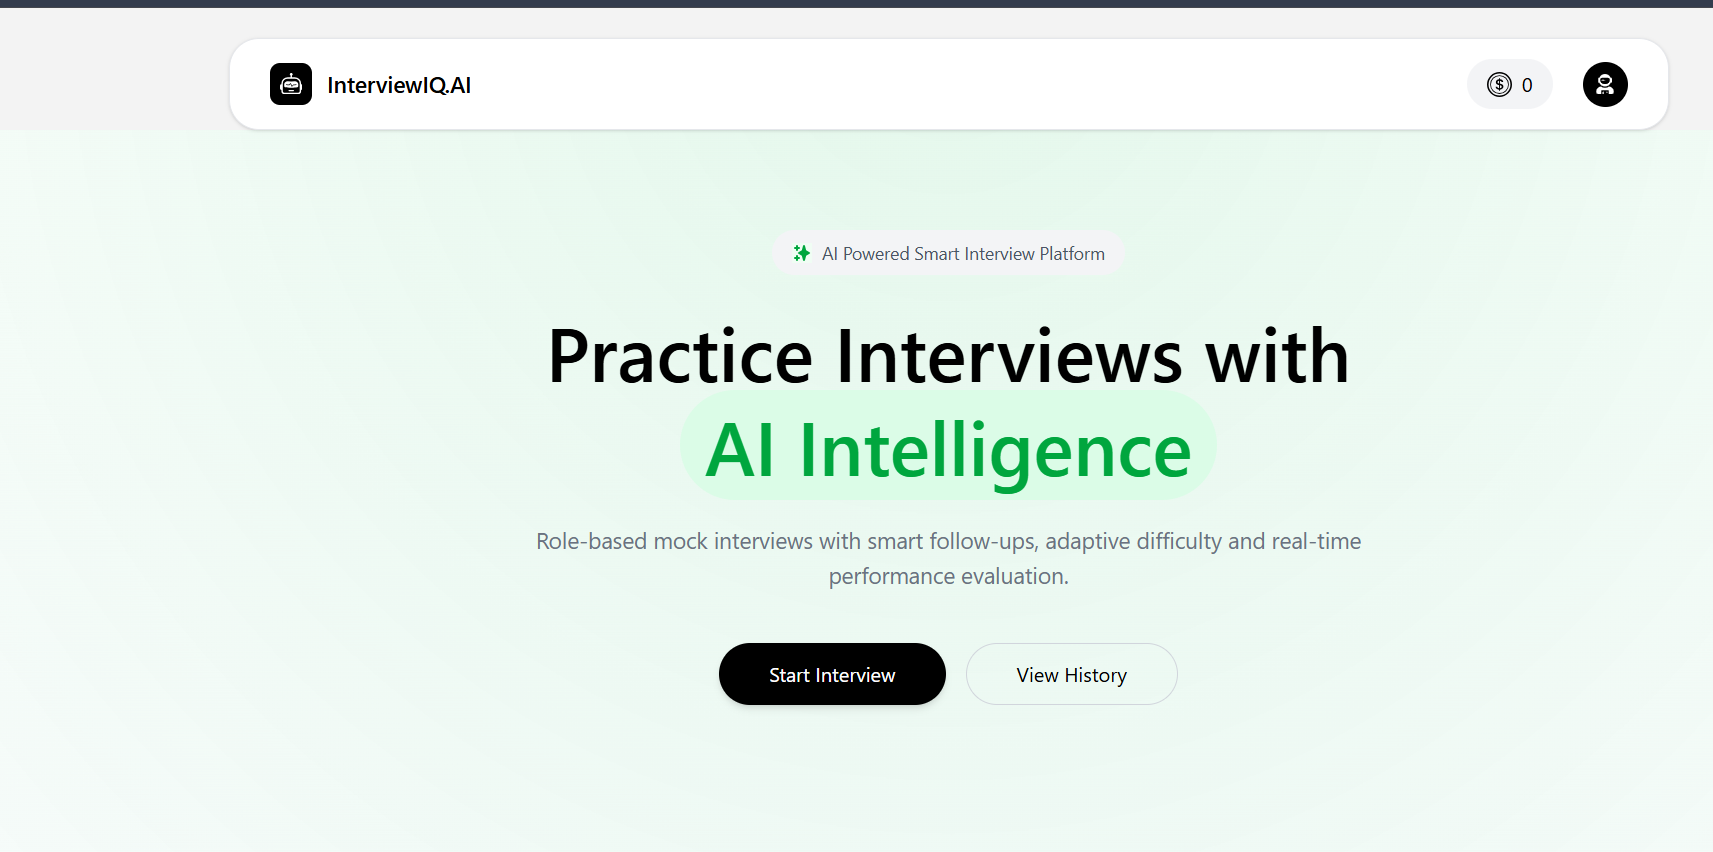 InterviewIQ.AI
0
AI Powered Smart Interview Platform
Practice Interviews with
AI Intelligence
Role-based mock interviews with smart follow-ups, adaptive difficulty and real-time
performance evaluation.
Start Interview
View History